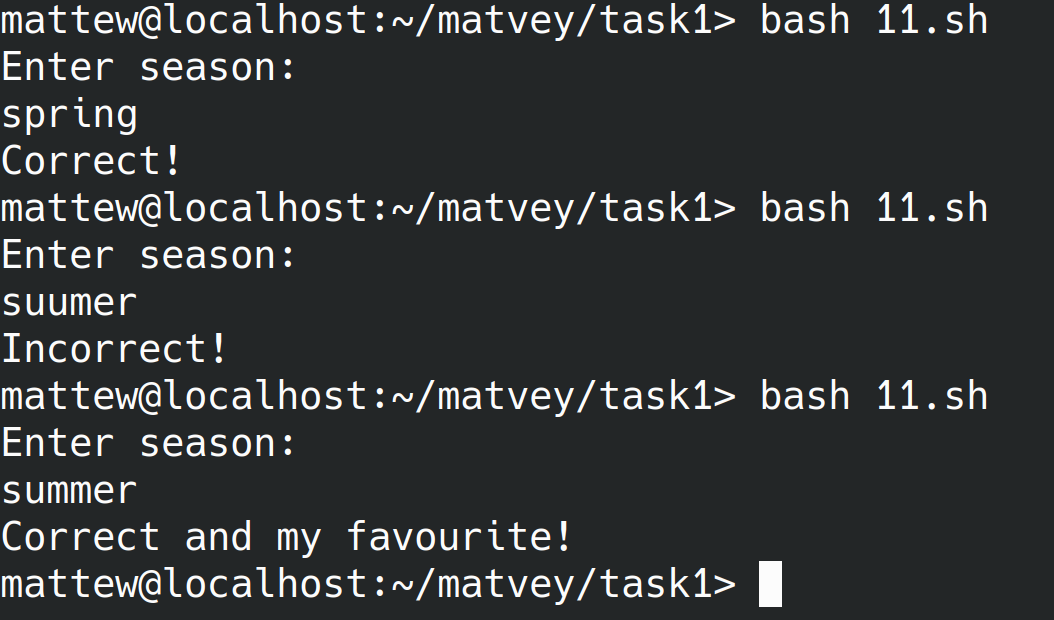 mattew@localhost:~/matvey/task1> bash 11.sh
Enter season:
spring
Correct!
mattew@localhost:~/matvey/task1> bash 11.sh
Enter season:
suumer
Incorrect!
mattew@localhost:~/matvey/task1> bash 11.sh
Enter season:
summer
Correct and my favourite!
mattew@localhost:~/matvey/task1>